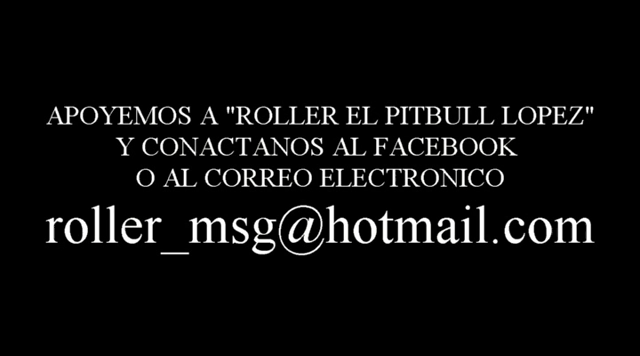 APOYEMOS A "ROLLER EL PITBULL LOPEZ"
Y CONACTANOS AL FACEBOOK
O AL CORREO ELECTRONICO
roller_msg@hotmail.com